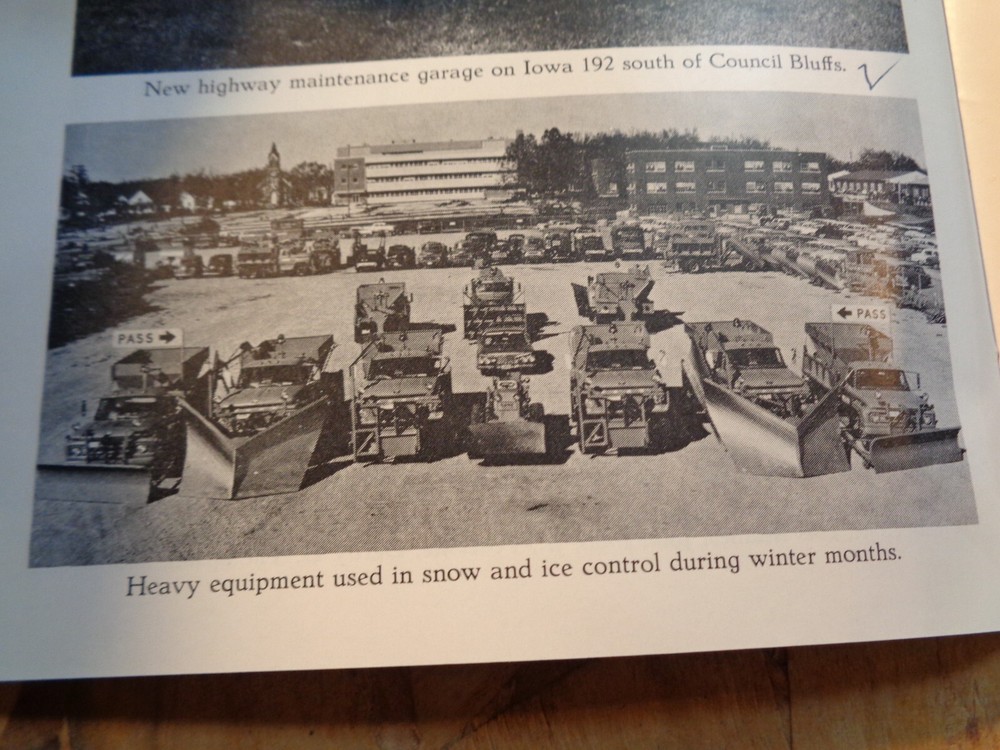 New highway maintenance garage on Iowa 192 south of Council Bluffs.
PASS →
← PASS
Heavy equipment used in snow and ice control during winter months.